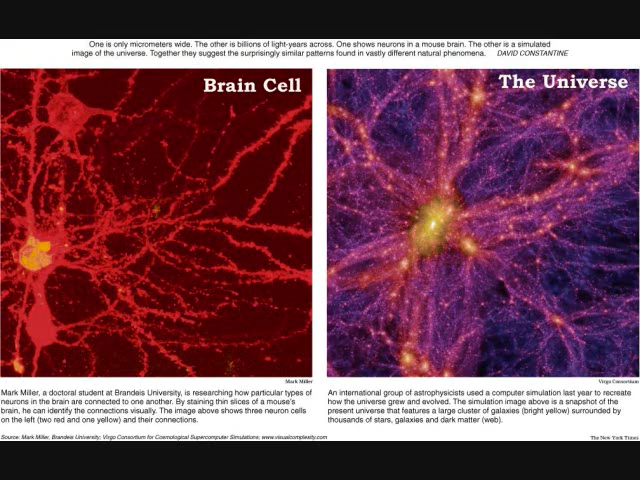 One is only micrometers wide. The other is billions of light-years across. One shows neurons in a mouse brain. The other is a simulated
image of the universe. Together they suggest the surprisingly similar patterns found in vastly different natural phenomena. DAVID CONSTANTINE
Brain Cell
The Universe
Mark Miller
Virgo Consortium
Mark Miller, a doctoral student at Brandeis University, is researching how particular types of
neurons in the brain are connected to one another. By staining thin slices of a mouse's
brain, he can identify the connections visually. The image above shows three neuron cells
on the left (two red and one yellow) and their connections.
An international group of astrophysicists used a computer simulation last year to recreate
how the universe grew and evolved. The simulation image above is a snapshot of the
present universe that features a large cluster of galaxies (bright yellow) surrounded by
thousands of stars, galaxies and dark matter (web).
Source: Mark Miller, Brandeis University; Virgo Consortium for Cosmological Supercomputer Simulations; www.visualcomplexity.com
The New York Times